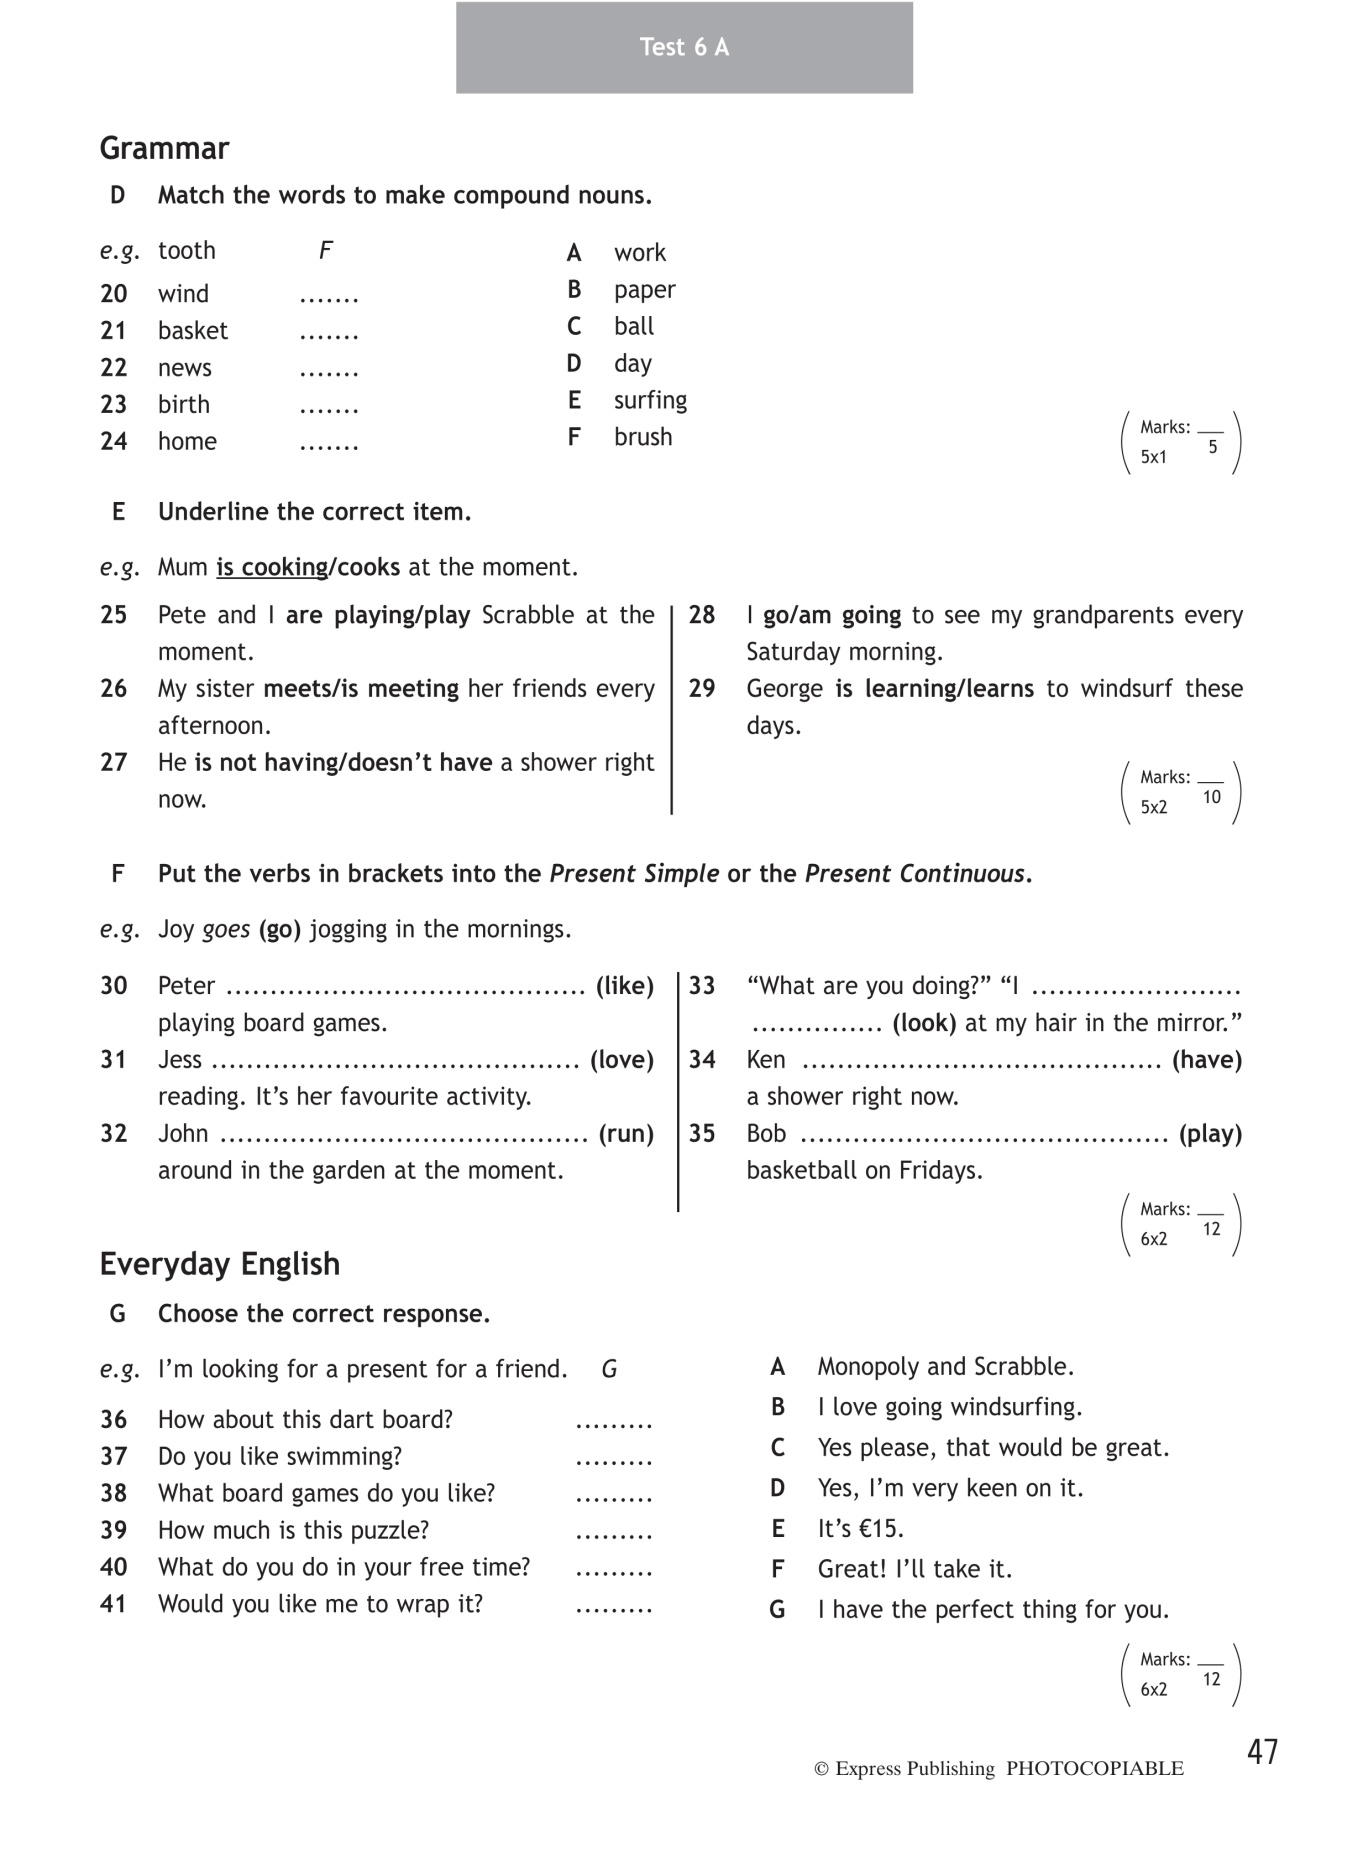 Test 6 A
Grammar
D Match the words to make compound nouns.
e.g. tooth F
20 wind .......
21 basket .......
22 news .......
23 birth .......
24 home .......
A work
B paper
C ball
D day
E surfing
F brush
( Marks: __
5x1 5 )
E Underline the correct item.
e.g. Mum is cooking/cooks at the moment.
25 Pete and I are playing/play Scrabble at the
moment.
26 My sister meets/is meeting her friends every
afternoon.
27 He is not having/doesn’t have a shower right
now.
28 I go/am going to see my grandparents every
Saturday morning.
29 George is learning/learns to windsurf these
days.
( Marks: __
5x2 10 )
F Put the verbs in brackets into the Present Simple or the Present Continuous.
e.g. Joy goes (go) jogging in the mornings.
30 Peter ......................................... (like)
playing board games.
31 Jess .......................................... (love)
reading. It’s her favourite activity.
32 John .......................................... (run)
around in the garden at the moment.
33 “What are you doing?” “I ........................
............... (look) at my hair in the mirror.”
34 Ken ......................................... (have)
a shower right now.
35 Bob .......................................... (play)
basketball on Fridays.
( Marks: __
6x2 12 )
Everyday English
G Choose the correct response.
e.g. I’m looking for a present for a friend. G
36 How about this dart board? .........
37 Do you like swimming? .........
38 What board games do you like? .........
39 How much is this puzzle? .........
40 What do you do in your free time? .........
41 Would you like me to wrap it? .........
A Monopoly and Scrabble.
B I love going windsurfing.
C Yes please, that would be great.
D Yes, I’m very keen on it.
E It’s €15.
F Great! I’ll take it.
G I have the perfect thing for you.
( Marks: __
6x2 12 )
47
© Express Publishing PHOTOCOPIABLE